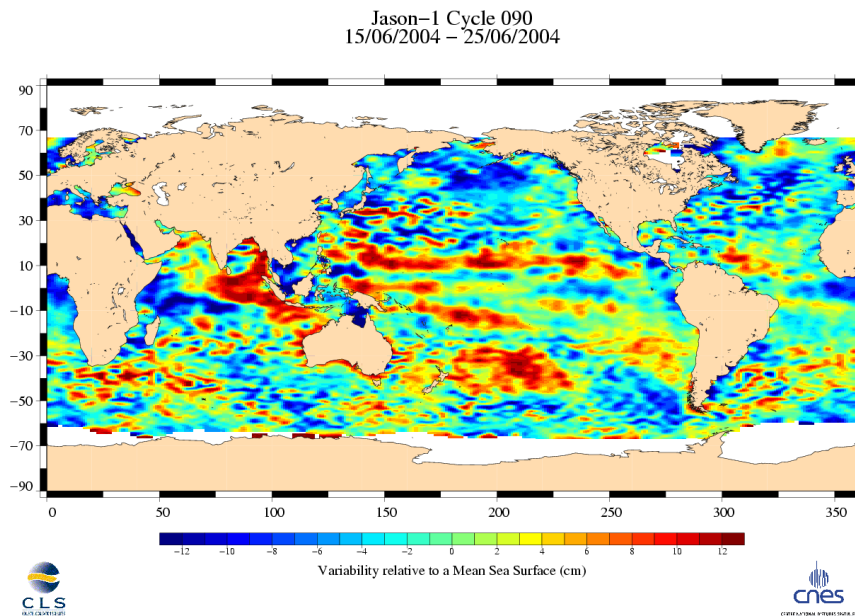 Jason−1 Cycle 090
15/06/2004 − 25/06/2004
90
70
50
30
10
−10
−30
−50
−70
−90
0 50 100 150 200 250 300 350
−12 −10 −8 −6 −4 −2 0 2 4 6 8 10 12
Variability relative to a Mean Sea Surface (cm)
CLS
cnes